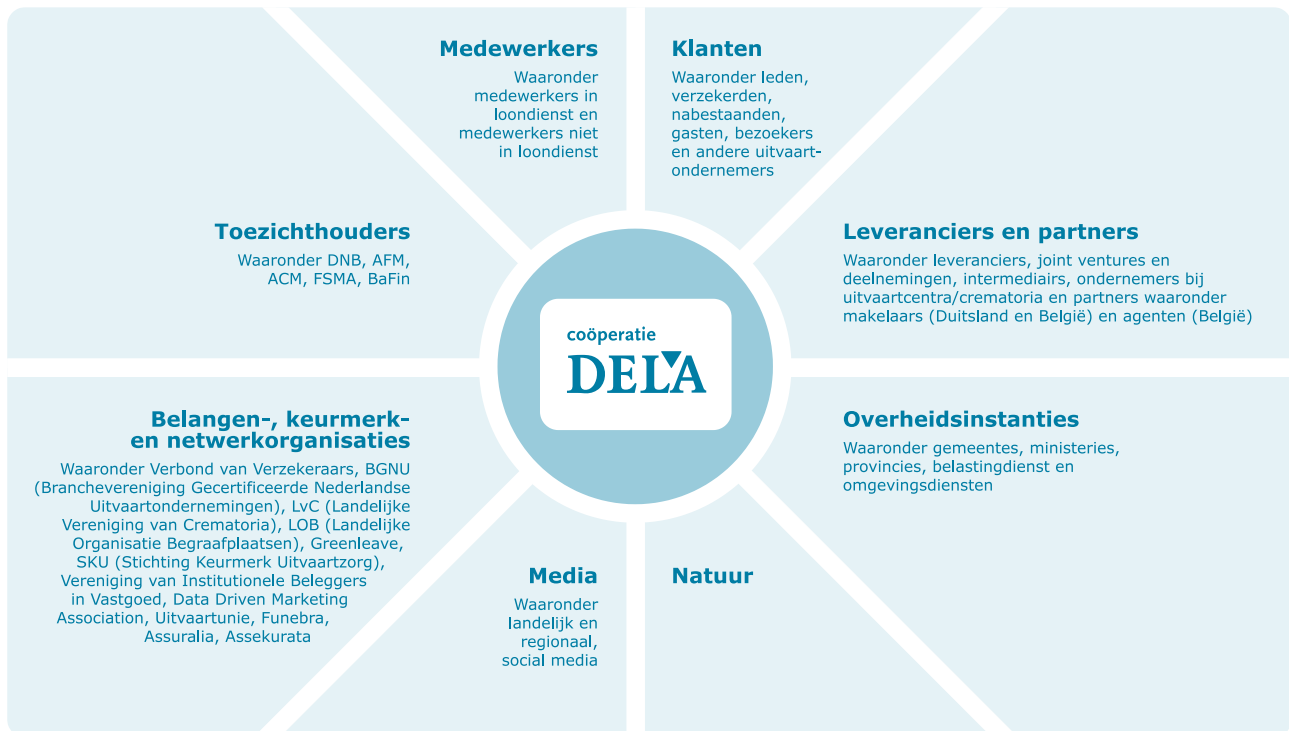 Medewerkers
Waaronder
medewerkers in
loondienst en
medewerkers niet
in loondienst
Klanten
Waaronder leden,
verzekerden,
nabestaanden,
gasten, bezoekers
en andere uitvaart-
ondernemers
Toezichthouders
Waaronder DNB, AFM,
ACM, FSMA, BaFin
Leveranciers en partners
Waaronder leveranciers, joint ventures en
deelnemingen, intermediairs, ondernemers bij
uitvaartcentra/crematoria en partners waaronder
makelaars (Duitsland en België) en agenten (België)
coöperatie
DELA
Belangen-, keurmerk-
en netwerkorganisaties
Waaronder Verbond van Verzekeraars, BGNU
(Branchevereniging Gecertificeerde Nederlandse
Uitvaartondernemingen), LvC (Landelijke
Vereniging van Crematoria), LOB (Landelijke
Organisatie Begraafplaatsen), Greenleave,
SKU (Stichting Keurmerk Uitvaartzorg),
Vereniging van Institutionele Beleggers
in Vastgoed, Data Driven Marketing
Association, Uitvaartunie, Funebra,
Assuralia, Assekurata
Overheidsinstanties
Waaronder gemeentes, ministeries,
provincies, belastingdienst en
omgevingsdiensten
Media
Waaronder
landelijk en
regionaal,
social media
Natuur